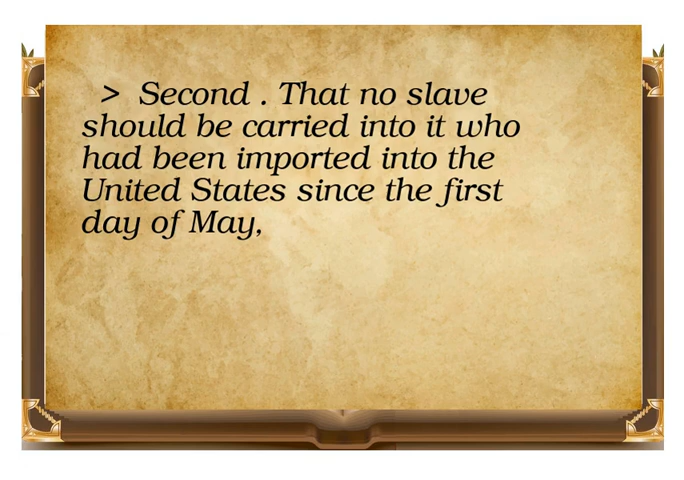 > Second . That no slave
should be carried into it who
had been imported into the
United States since the first
day of May,